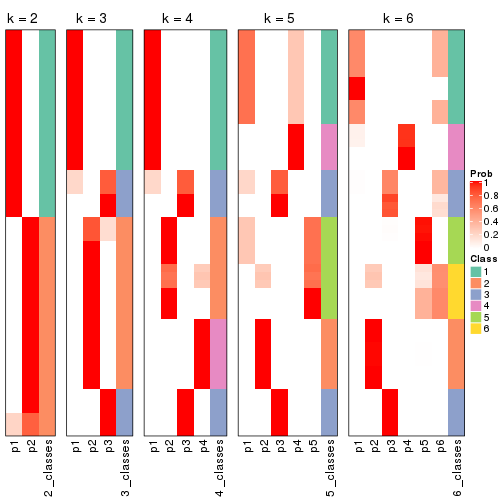 k = 2
k = 3
k = 4
k = 5
k = 6
p1
p2
2_classes
p1
p2
p3
3_classes
p1
p2
p3
p4
4_classes
p1
p2
p3
p4
p5
5_classes
p1
p2
p3
p4
p5
p6
6_classes
Prob
1
0.8
0.6
0.4
0.2
0
Class
1
2
3
4
5
6